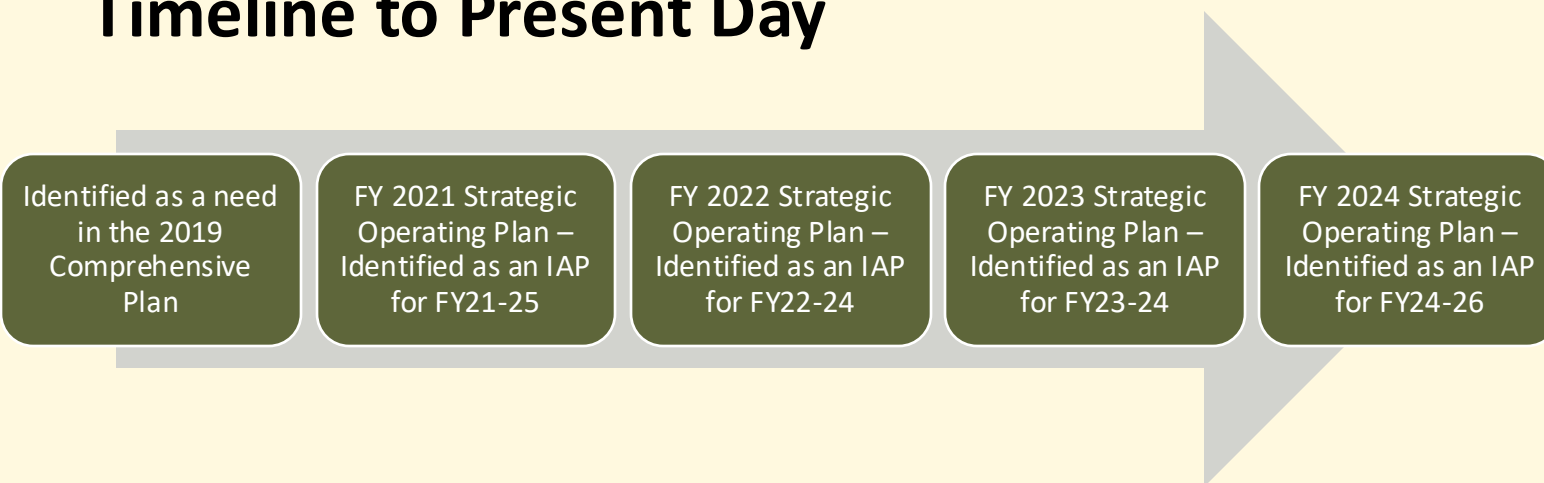 Timeline to Present Day
Identified as a need
in the 2019
Comprehensive
Plan
FY 2021 Strategic
Operating Plan –
Identified as an IAP
for FY21-25
FY 2022 Strategic
Operating Plan –
Identified as an IAP
for FY22-24
FY 2023 Strategic
Operating Plan –
Identified as an IAP
for FY23-24
FY 2024 Strategic
Operating Plan –
Identified as an IAP
for FY24-26